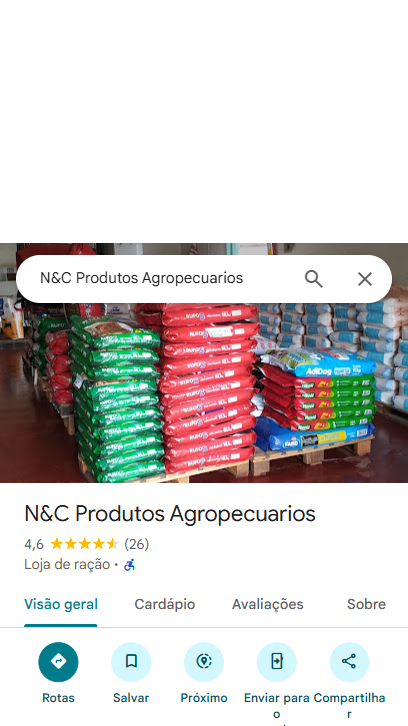 N&C Produtos Agropecuarios
AdiDog
N&C Produtos Agropecuarios
4,6 (26)
Loja de ração ·
Visão geral Cardápio Avaliações Sobre
Rotas Salvar Próximo Enviar para o Compartilhar